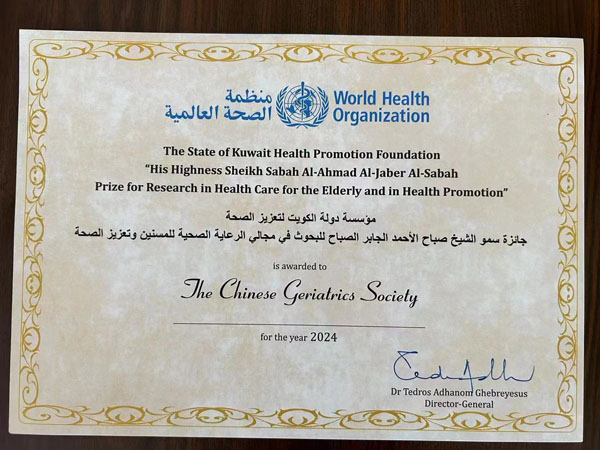 منظمة
الصحة العالمية
World Health
Organization
The State of Kuwait Health Promotion Foundation
“His Highness Sheikh Sabah Al-Ahmad Al-Jaber Al-Sabah
Prize for Research in Health Care for the Elderly and in Health Promotion”
مؤسسة دولة الكويت لتعزيز الصحة
جائزة سمو الشيخ صباح الأحمد الجابر الصباح للبحوث في مجالي الرعاية الصحية للمسنين وتعزيز الصحة
is awarded to
The Chinese Geriatrics Society
for the year 2024
Dr Tedros Adhanom Ghebreyesus
Director-General